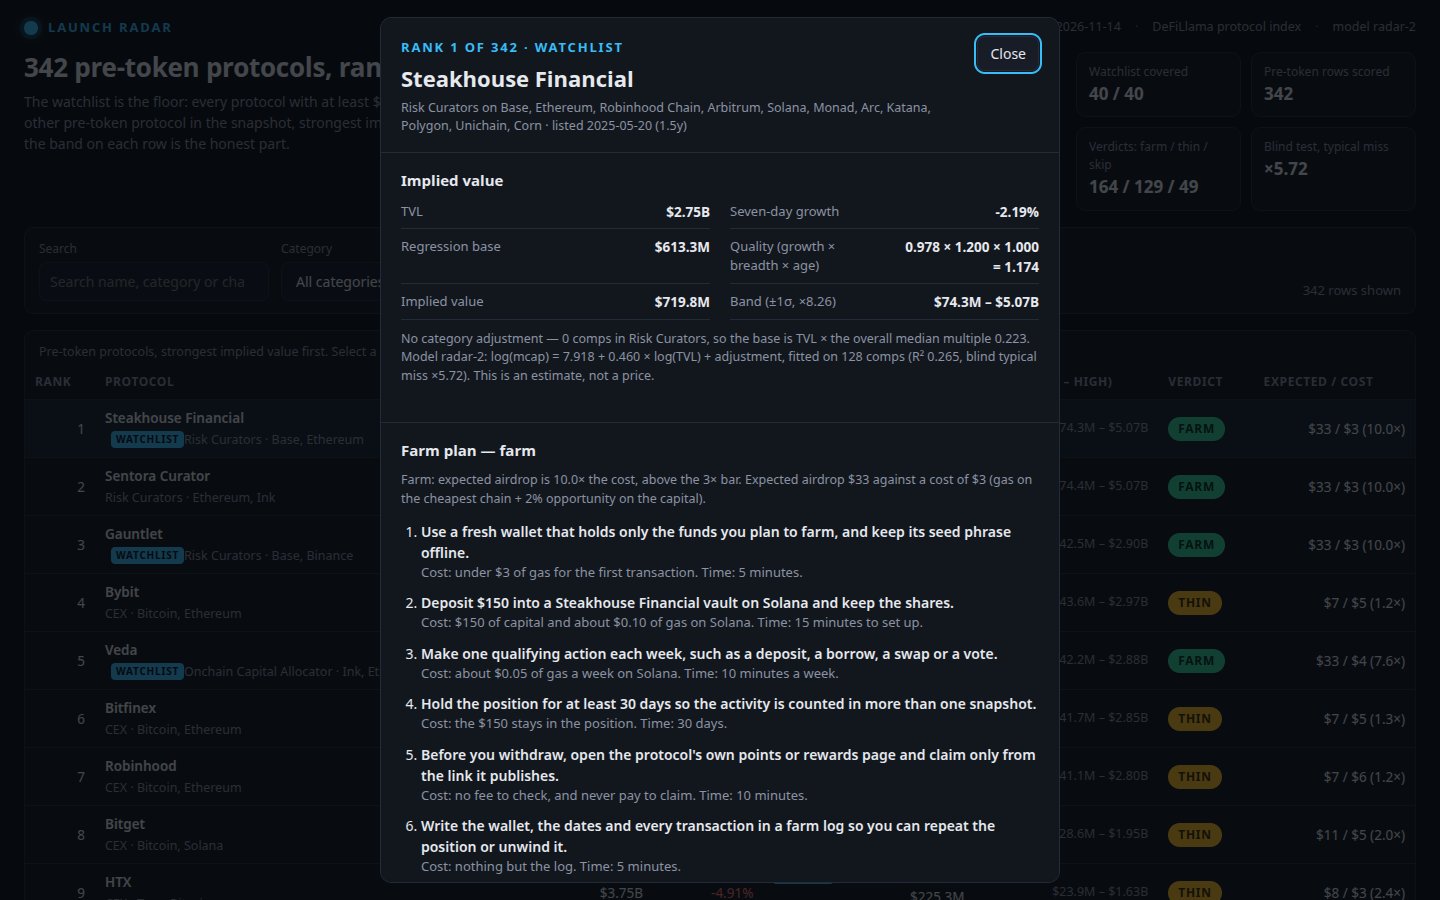 LAUNCH RADAR
2026-11-14 · DeFiLlama protocol index · model radar-2
342 pre-token protocols, ran
The watchlist is the floor: every protocol with at least $
other pre-token protocol in the snapshot, strongest im
the band on each row is the honest part.
Watchlist covered
40 / 40
Pre-token rows scored
342
Verdicts: farm / thin /
skip
164 / 129 / 49
Blind test, typical miss
×5.72
Search
Category
Search name, category or cha
All categories
342 rows shown
Pre-token protocols, strongest implied value first. Select a
RANK PROTOCOL – HIGH) VERDICT EXPECTED / COST
1 Steakhouse Financial 74.3M – $5.07B FARM $33 / $3 (10.0×)
WATCHLIST Risk Curators · Base, Ethereum
2 Sentora Curator 74.4M – $5.07B FARM $33 / $3 (10.0×)
Risk Curators · Ethereum, Ink
3 Gauntlet 42.5M – $2.90B FARM $33 / $3 (10.0×)
WATCHLIST Risk Curators · Base, Binance
4 Bybit 43.6M – $2.97B THIN $7 / $5 (1.2×)
CEX · Bitcoin, Ethereum
5 Veda 42.2M – $2.88B FARM $33 / $4 (7.6×)
WATCHLIST Onchain Capital Allocator · Ink, Et
6 Bitfinex 41.7M – $2.85B THIN $7 / $5 (1.3×)
CEX · Bitcoin, Ethereum
7 Robinhood 41.1M – $2.80B THIN $7 / $6 (1.2×)
CEX · Bitcoin, Ethereum
8 Bitget 28.6M – $1.95B THIN $11 / $5 (2.0×)
CEX · Bitcoin, Solana
9 HTX $3.75B -4.91% $225.3M $23.9M – $1.63B THIN $8 / $3 (2.4×)
RANK 1 OF 342 · WATCHLIST
Close
Steakhouse Financial
Risk Curators on Base, Ethereum, Robinhood Chain, Arbitrum, Solana, Monad, Arc, Katana,
Polygon, Unichain, Corn · listed 2025-05-20 (1.5y)
Implied value
TVL $2.75B
Seven-day growth -2.19%
Regression base $613.3M
Quality (growth × 0.978 × 1.200 × 1.000
breadth × age) = 1.174
Implied value $719.8M
Band (±1σ, ×8.26) $74.3M – $5.07B
No category adjustment — 0 comps in Risk Curators, so the base is TVL × the overall median multiple 0.223.
Model radar-2: log(mcap) = 7.918 + 0.460 × log(TVL) + adjustment, fitted on 128 comps (R² 0.265, blind typical
miss ×5.72). This is an estimate, not a price.
Farm plan — farm
Farm: expected airdrop is 10.0× the cost, above the 3× bar. Expected airdrop $33 against a cost of $3 (gas on
the cheapest chain + 2% opportunity on the capital).
1. Use a fresh wallet that holds only the funds you plan to farm, and keep its seed phrase
offline.
Cost: under $3 of gas for the first transaction. Time: 5 minutes.
2. Deposit $150 into a Steakhouse Financial vault on Solana and keep the shares.
Cost: $150 of capital and about $0.10 of gas on Solana. Time: 15 minutes to set up.
3. Make one qualifying action each week, such as a deposit, a borrow, a swap or a vote.
Cost: about $0.05 of gas a week on Solana. Time: 10 minutes a week.
4. Hold the position for at least 30 days so the activity is counted in more than one snapshot.
Cost: the $150 stays in the position. Time: 30 days.
5. Before you withdraw, open the protocol's own points or rewards page and claim only from
the link it publishes.
Cost: no fee to check, and never pay to claim. Time: 10 minutes.
6. Write the wallet, the dates and every transaction in a farm log so you can repeat the
position or unwind it.
Cost: nothing but the log. Time: 5 minutes.